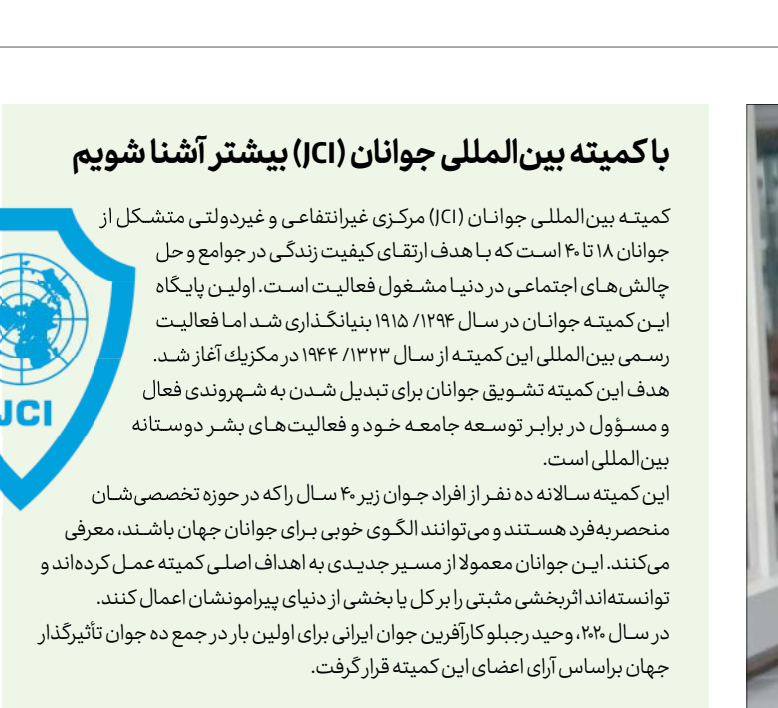 با کمیته بین‌المللی جوانان (JCI) بیشتر آشنا شویم
کمیته بین‌المللی جوانان (JCI) مرکزی غیرانتفاعی و غیردولتی متشکل از
جوانان ۱۸ تا ۴۰ است که با هدف ارتقای کیفیت زندگی در جوامع و حل
چالش‌های اجتماعی در دنیا مشغول فعالیت است. اولین پایگاه
این کمیته جوانان در سال ۱۲۹۴/ ۱۹۱۵ بنیانگذاری شد اما فعالیت
رسمی بین‌المللی این کمیته از سال ۱۳۲۳/ ۱۹۴۴ در مکزیك آغاز شد.
هدف این کمیته تشویق جوانان برای تبدیل شدن به شهروندی فعال
و مسؤول در برابر توسعه جامعه خود و فعالیت‌های بشر دوستانه
بین‌المللی است.
این کمیته سالانه ده نفر از افراد جوان زیر ۴۰ سال را که در حوزه تخصصی‌شان
منحصربه‌فرد هستند و می‌توانند الگوی خوبی برای جوانان جهان باشند، معرفی
می‌کنند. این جوانان معمولا از مسیر جدیدی به اهداف اصلی کمیته عمل کرده‌اند و
توانسته‌اند اثربخشی مثبتی را بر کل یا بخشی از دنیای پیرامونشان اعمال کنند.
در سال ۲۰۲۰، وحید رجبلو کارآفرین جوان ایرانی برای اولین بار در جمع ده جوان تأثیرگذار
جهان براساس آرای اعضای این کمیته قرار گرفت.
JCI